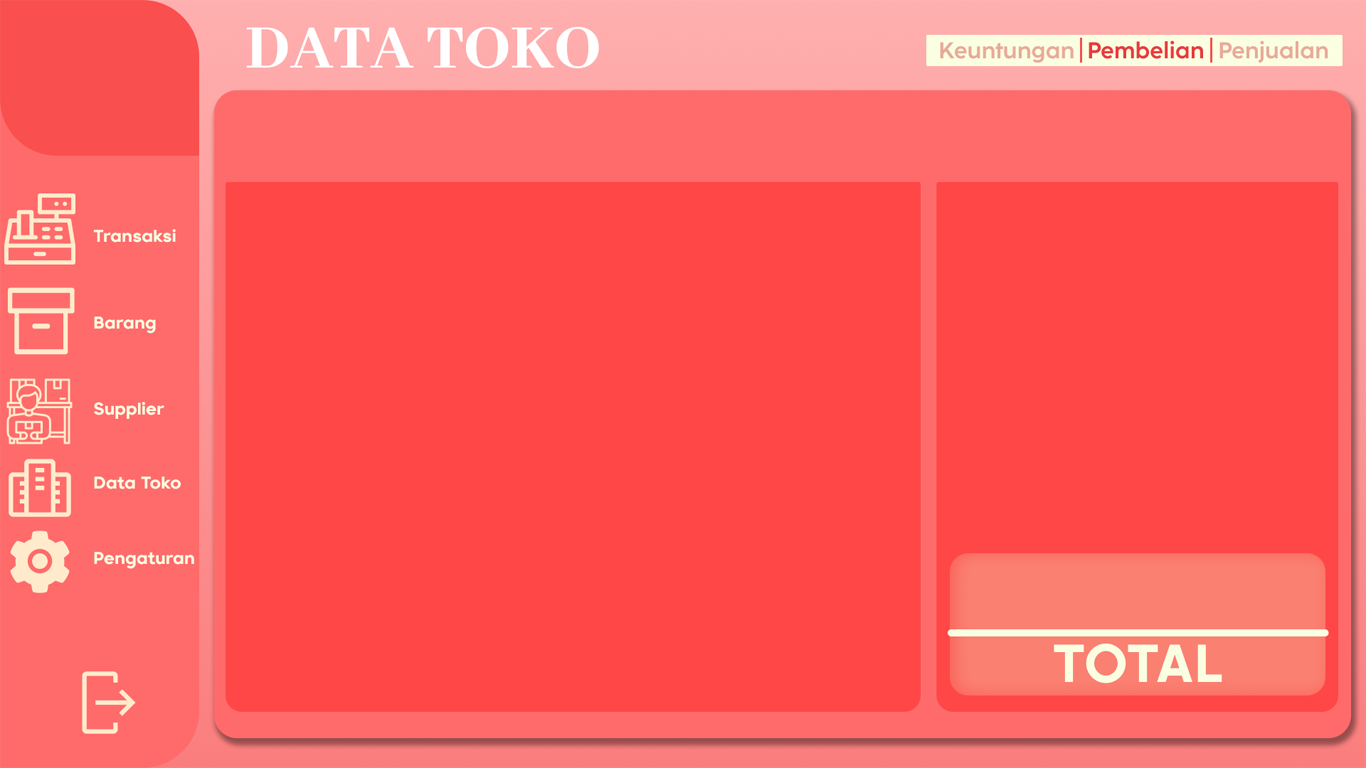 DATA TOKO
Keuntungan | Pembelian | Penjualan
Transaksi
Barang
Supplier
Data Toko
Pengaturan
TOTAL